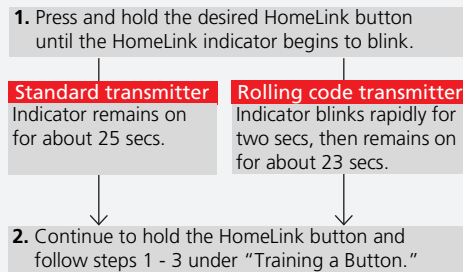 1. Press and hold the desired HomeLink button
until the HomeLink indicator begins to blink.
Standard transmitter
Indicator remains on
for about 25 secs.
Rolling code transmitter
Indicator blinks rapidly for
two secs, then remains on
for about 23 secs.
2. Continue to hold the HomeLink button and
follow steps 1 - 3 under “Training a Button.”